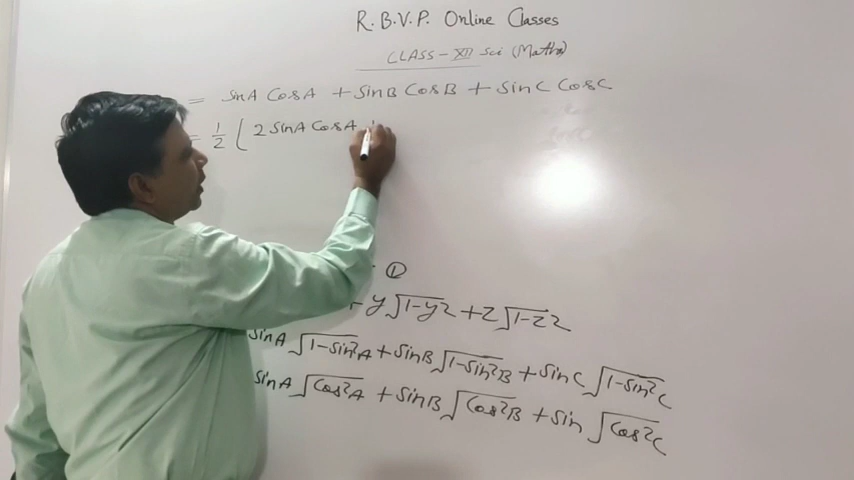 R.B.V.P. Online Classes
CLASS-XII Sci (Maths)
= sinA CosA + sinB CosB + sinC CosC
= 1/2 [ 2 sinA CosA
①
+ y √1-y2 + z √1-z2
sinA √1-sin2A + sinB √1-sin2B + sinC √1-sin2C
sinA √Cos2A + sinB √Cos2B + sin √Cos2C